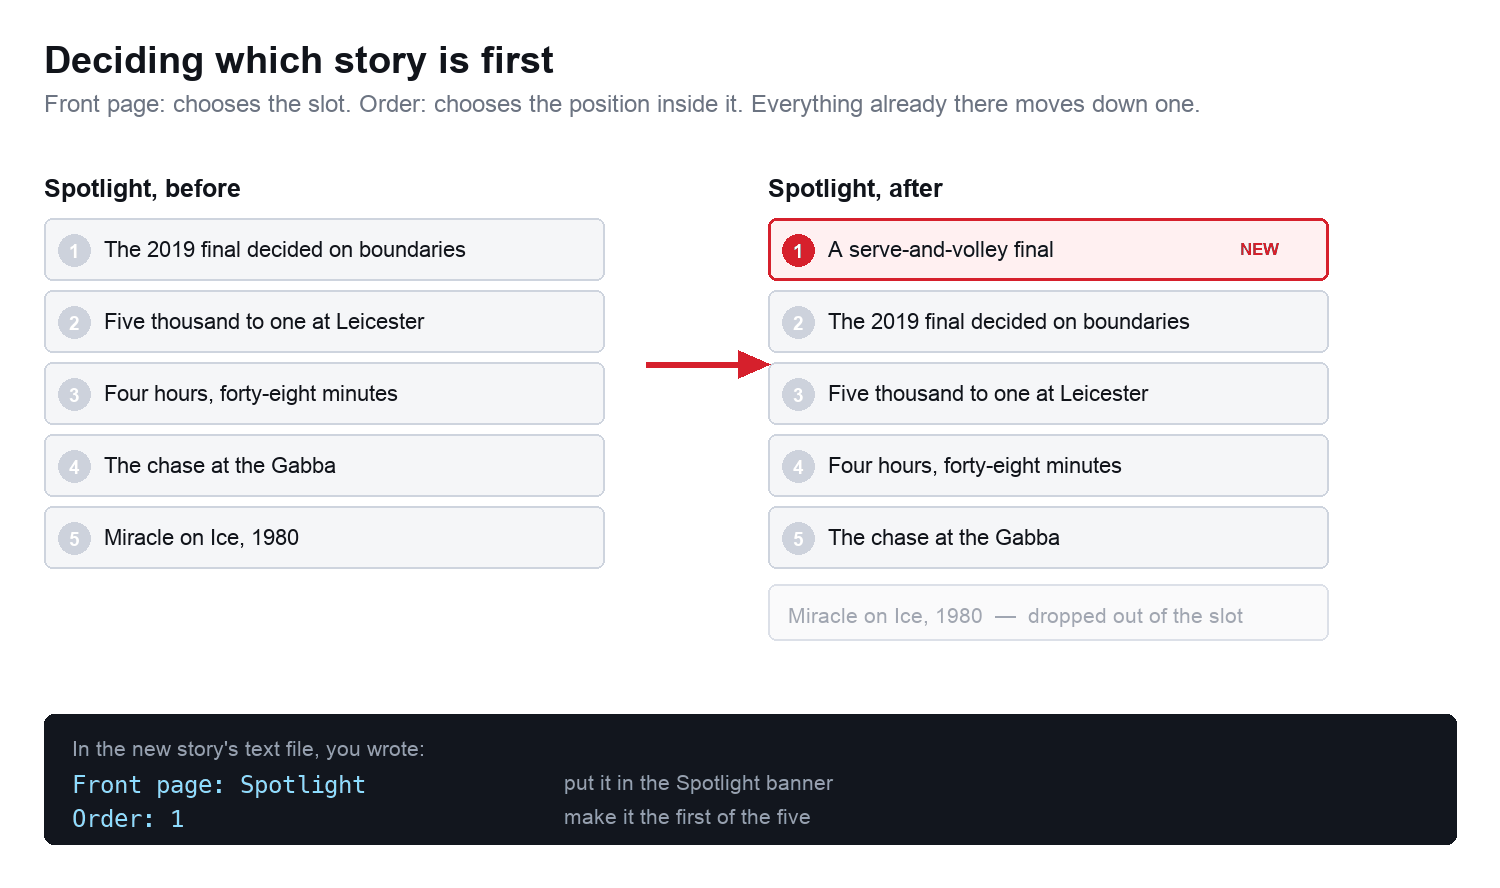 Deciding which story is first
Front page: chooses the slot. Order: chooses the position inside it. Everything already there moves down one.
Spotlight, before
1 The 2019 final decided on boundaries
2 Five thousand to one at Leicester
3 Four hours, forty-eight minutes
4 The chase at the Gabba
5 Miracle on Ice, 1980
Spotlight, after
1 A serve-and-volley final NEW
2 The 2019 final decided on boundaries
3 Five thousand to one at Leicester
4 Four hours, forty-eight minutes
5 The chase at the Gabba
Miracle on Ice, 1980 — dropped out of the slot
In the new story's text file, you wrote:
Front page: Spotlight put it in the Spotlight banner
Order: 1 make it the first of the five